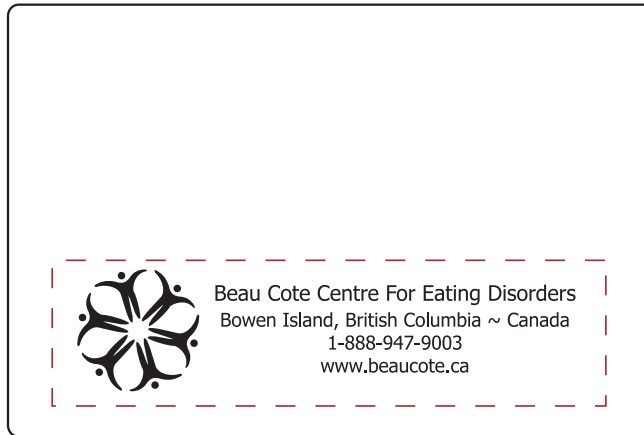 Beau Cote Centre For Eating Disorders
Bowen Island, British Columbia ~ Canada
1-888-947-9003
www.beaucote.ca